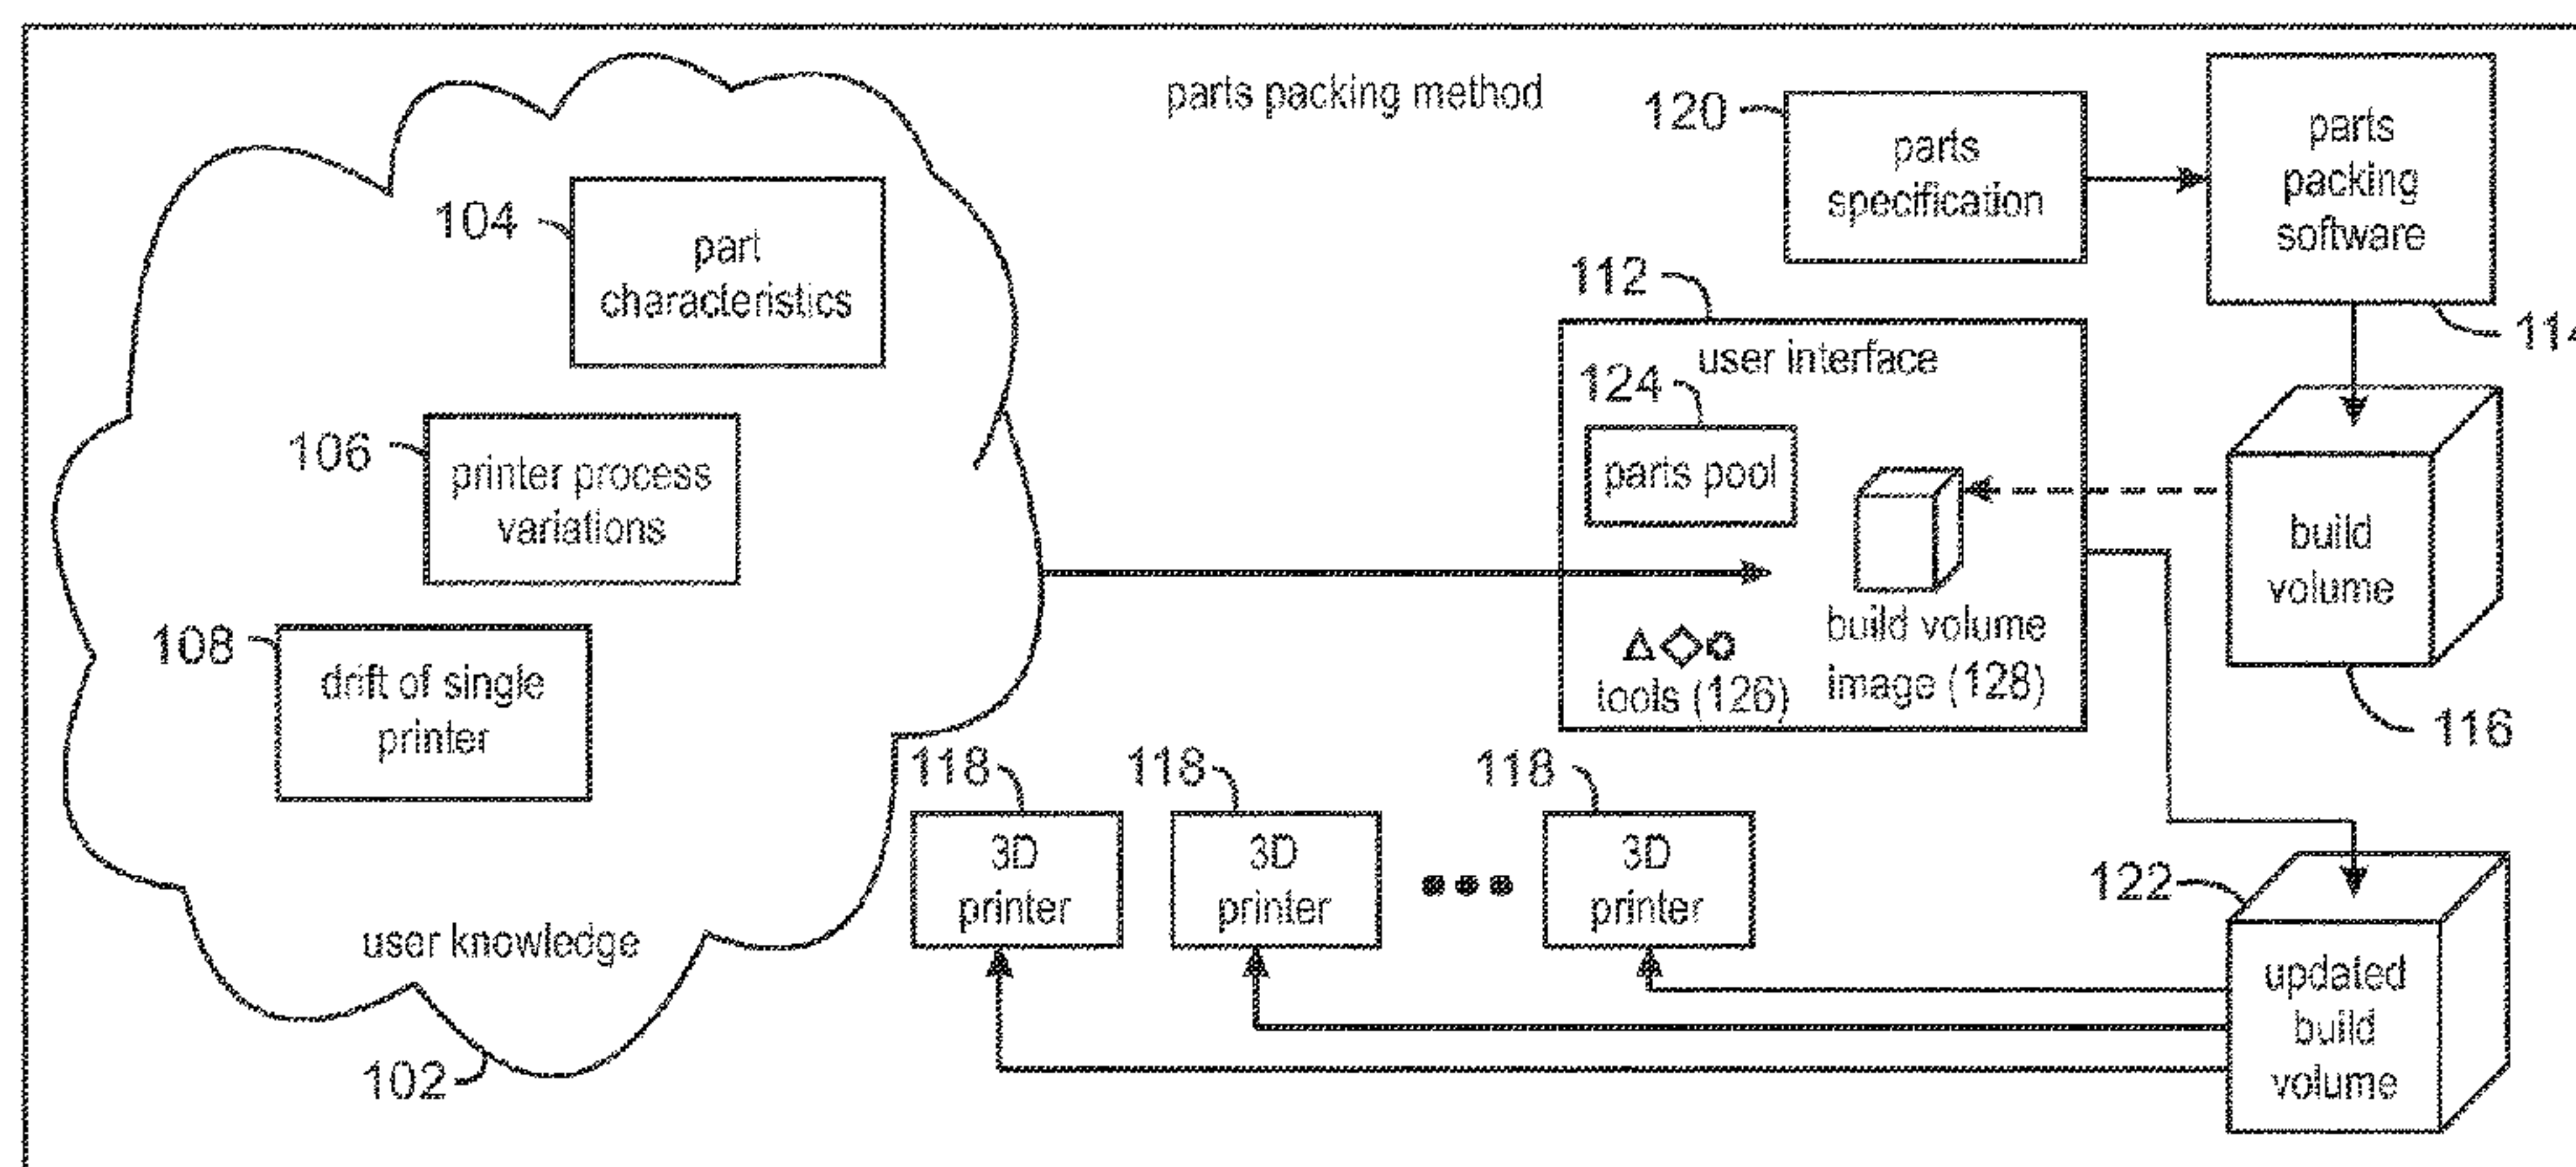 parts packing method
120
parts
specification
parts
packing
software
114
104
part
characteristics
106
printer process
variations
108
drift of single
printer
user knowledge
102
112
user interface
124
parts pool
tools (126)
build volume
image (128)
build
volume
116
118
3D
printer
118
3D
printer
118
3D
printer
122
updated
build
volume